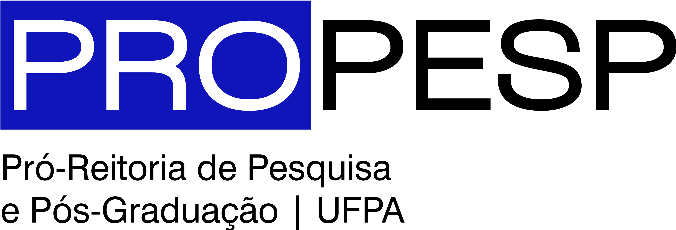 PROPESP
Pró-Reitoria de Pesquisa
e Pós-Graduação | UFPA